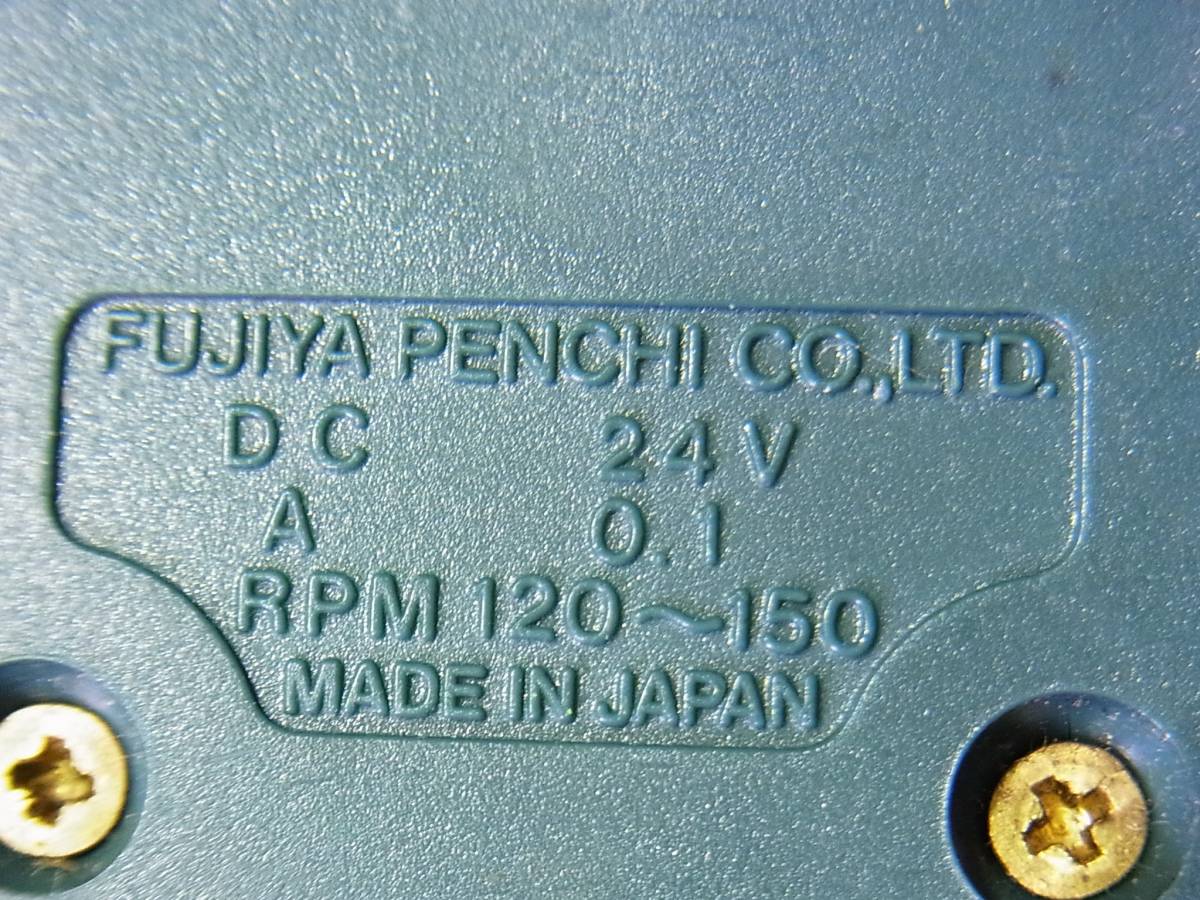 FUJIYA PENCHI CO.,LTD.
DC 24V
A 0.1
RPM 120~150
MADE IN JAPAN